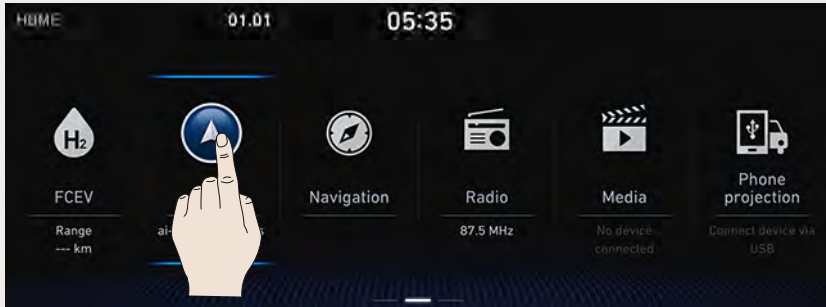 HOME
01.01
05:35
H2
FCEV
Navigation
Radio
Media
Phone
projection
Range
--- km
87.5 MHz
No device
connected
Connect device via
USB